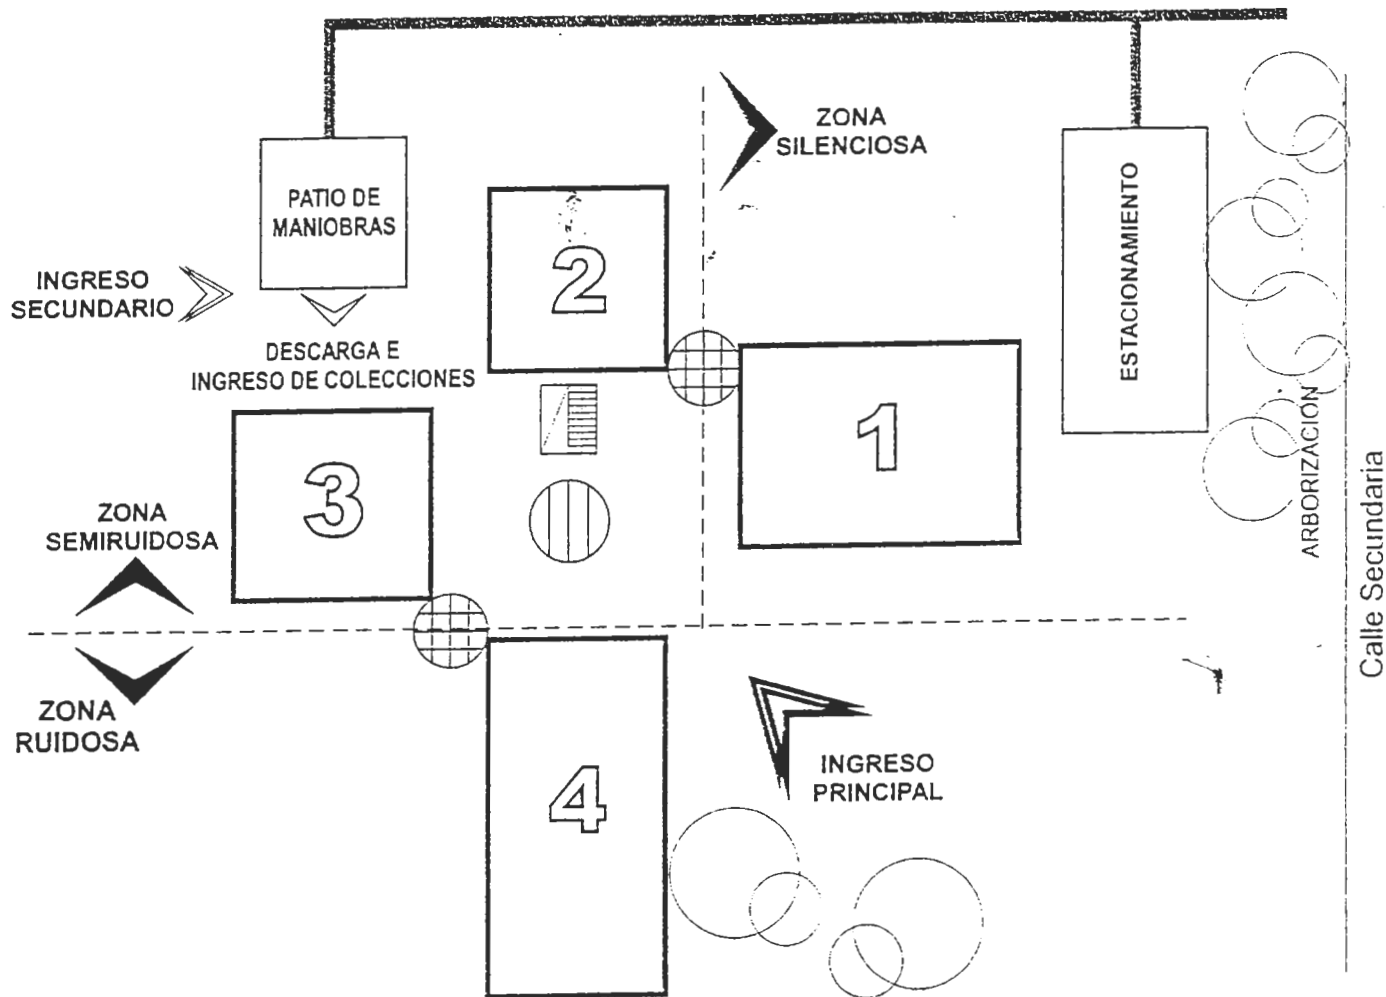 ZONA
SILENCIOSA
PATIO DE
MANIOBRAS
2
INGRESO
SECUNDARIO
DESCARGA E
INGRESO DE COLECCIONES
ESTACIONAMIENTO
1
3
ARBORIZACIÓN
Calle Secundaria
ZONA
SEMIRUIDOSA
ZONA
RUIDOSA
4
INGRESO
PRINCIPAL